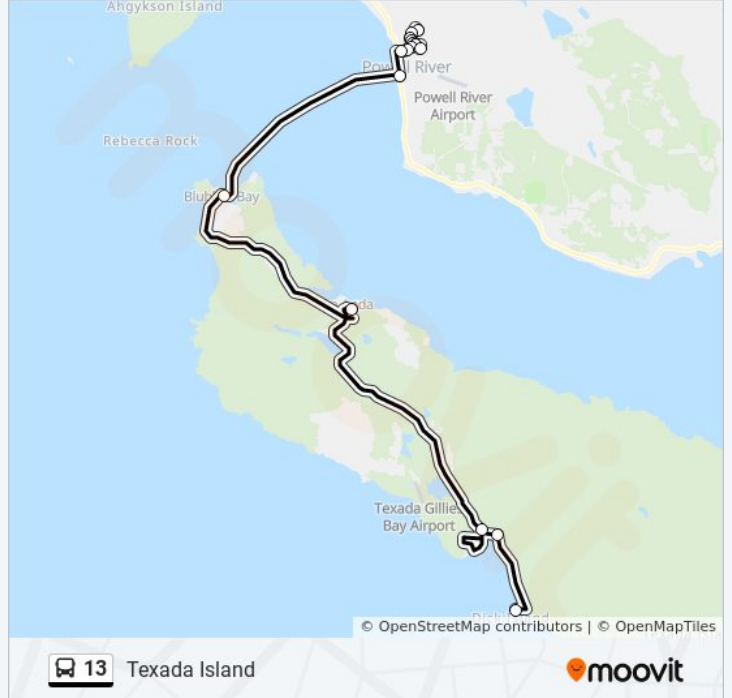 Ahgykson Island
Powell River
Powell River
Airport
Rebecca Rock
Bay
Texada Gillies
Bay Airport
© OpenStreetMap contributors | © OpenMapTiles
13 Texada Island
moovit